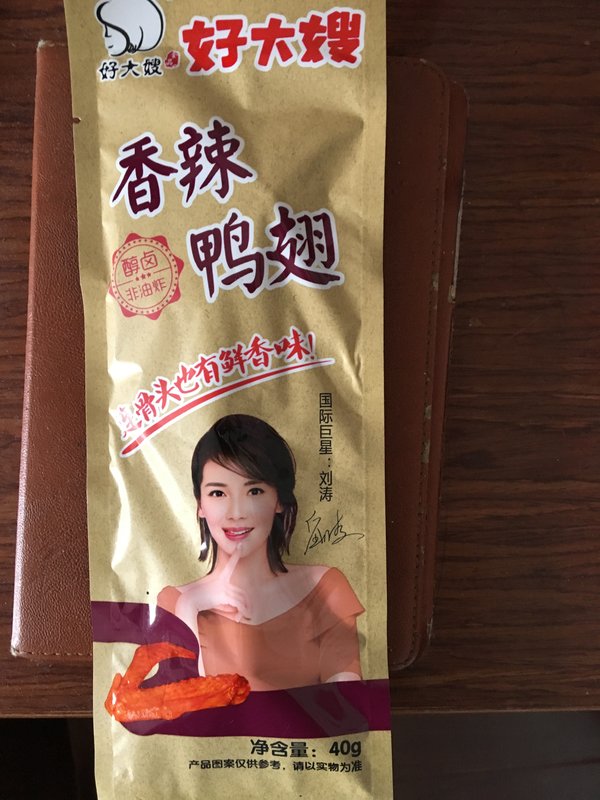 好大嫂
好大嫂
香辣
鸭翅
醇卤
非油炸
连骨头也有鲜香味!
国际巨星:刘涛
净含量: 40g
产品图案仅供参考,请以实物为准